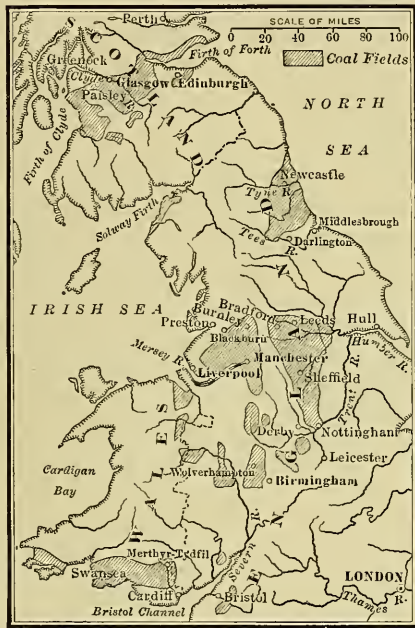 Perth
SCALE OF MILES
0 20 40 60 80 100
Coal Fields
SCOTLAND
Firth of Forth
Greenock
Clyde
Glasgow
Edinburgh
Paisley
R.
Firth of Clyde
NORTH
SEA
Newcastle
Tyne R.
Solway Firth
Middlesbrough
Tees R.
Darlington
IRISH SEA
Bradford
Leeds
Hull
Burnley
Preston
Blackburn
Humber R.
Mersey R.
Manchester
Liverpool
Sheffield
Trent R.
ENGLAND
WALES
Derby
Nottingham
Cardigan
Bay
Leicester
Wolverhampton
Birmingham
Merthyr Tydfil
Severn R.
Swansea
LONDON
Cardiff
Bristol
Thames R.
Bristol Channel